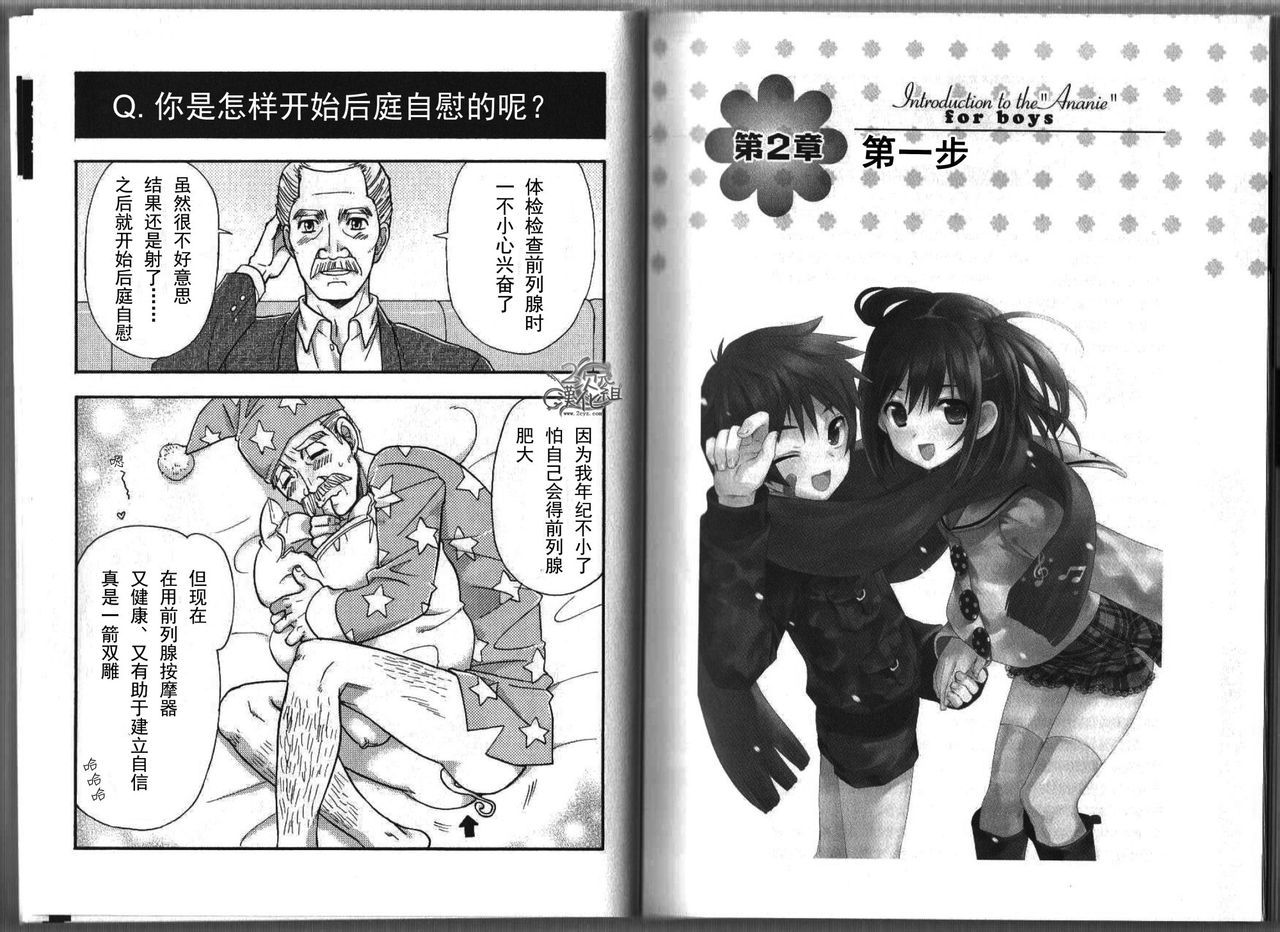 Q. 你是怎样开始后庭自慰的呢？
体检检查前列腺时
一不小心兴奋了
虽然很不好意思
结果还是射了……
之后就开始后庭自慰
www.2cyz.com
因为我年纪不小了
怕自己会得前列腺
肥大
嗯
但现在
在用前列腺按摩器
又健康、又有助于建立自信
真是一箭双雕
哈
哈
哈
Introduction to the "Ananie"
for boys
第2章
第一步